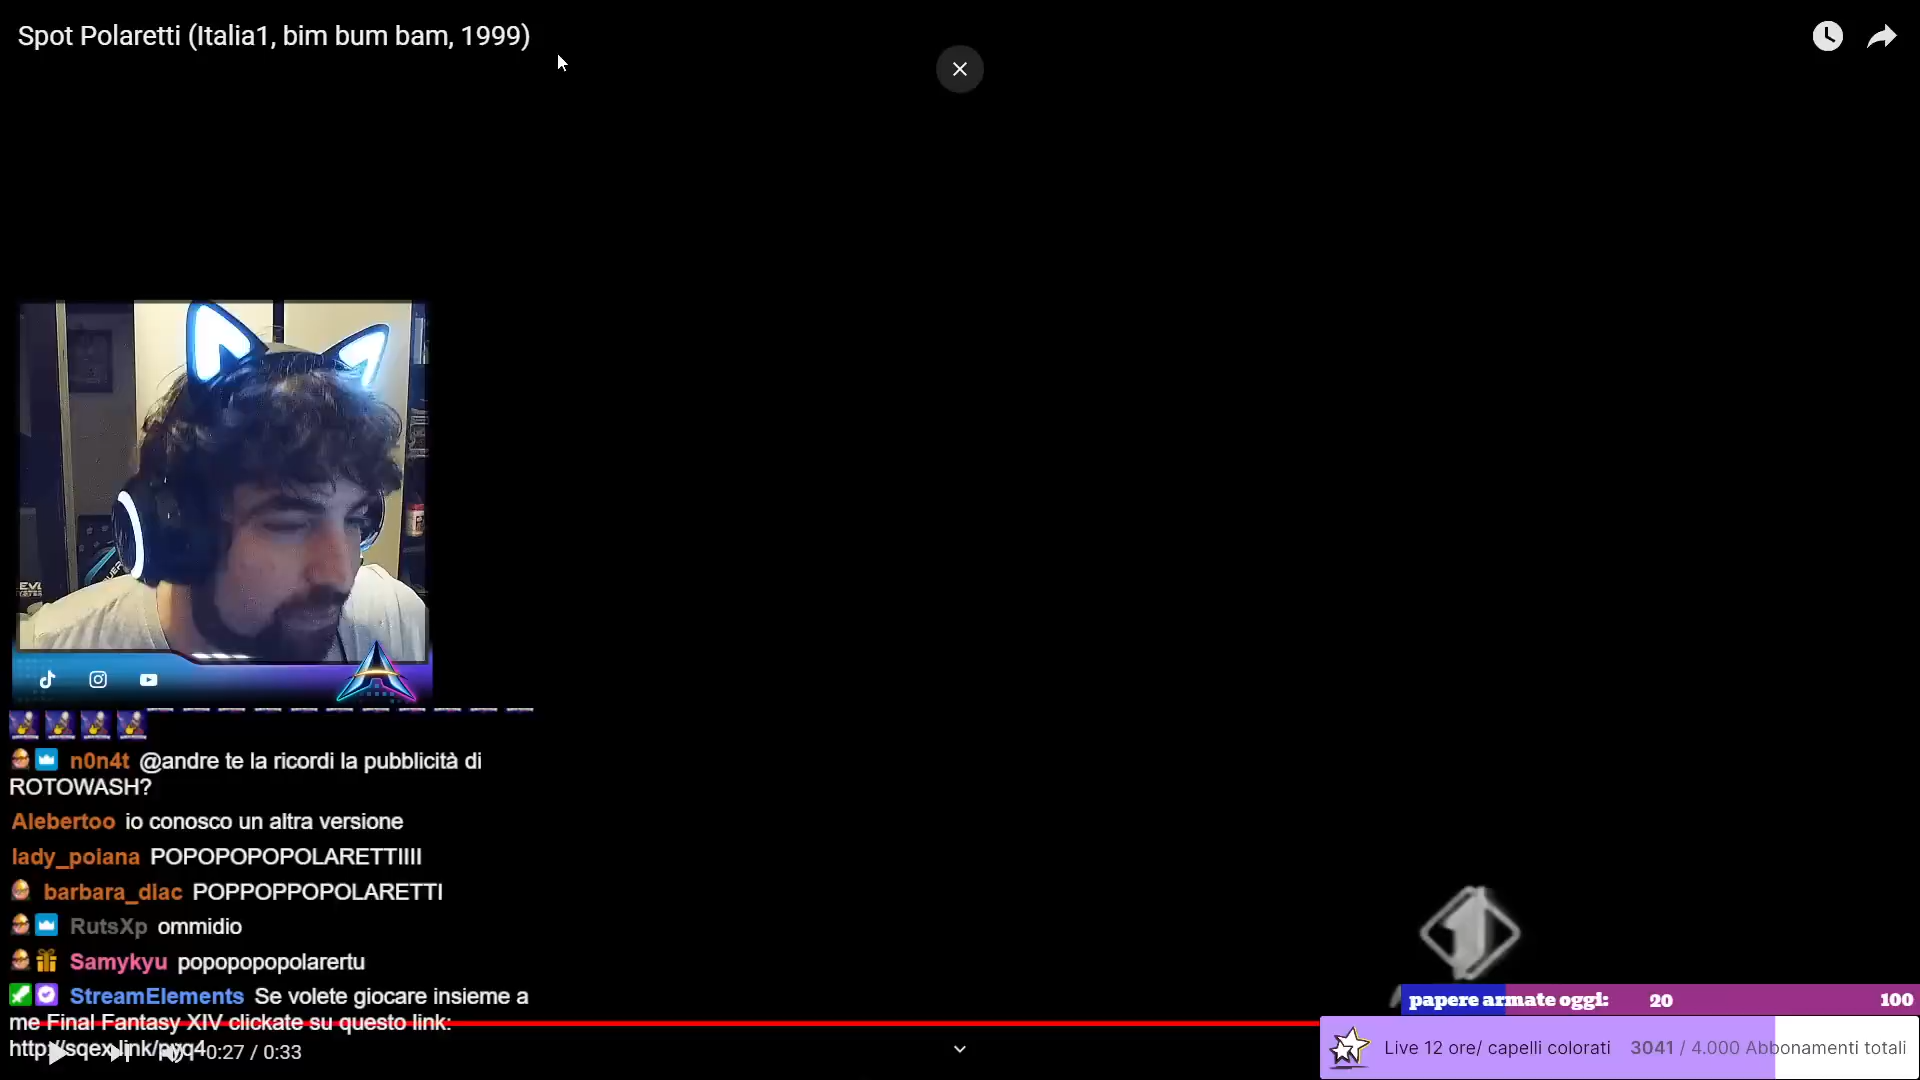 Spot Polaretti (Italia1, bim bum bam, 1999)
n0n4t @andre te la ricordi la pubblicità di
ROTOWASH?
Alebertoo io conosco un altra versione
lady_poiana POPOPOPOPOLARETTIIII
barbara_dlac POPPOPPOPOLARETTI
RutsXp ommidio
Samykyu popopopopolarertu
StreamElements Se volete giocare insieme a
me Final Fantasy XIV clickate su questo link:
0:27 / 0:33
papere armate oggi: 20 100
Live 12 ore/ capelli colorati 3041 / 4.000 Abbonamenti totali